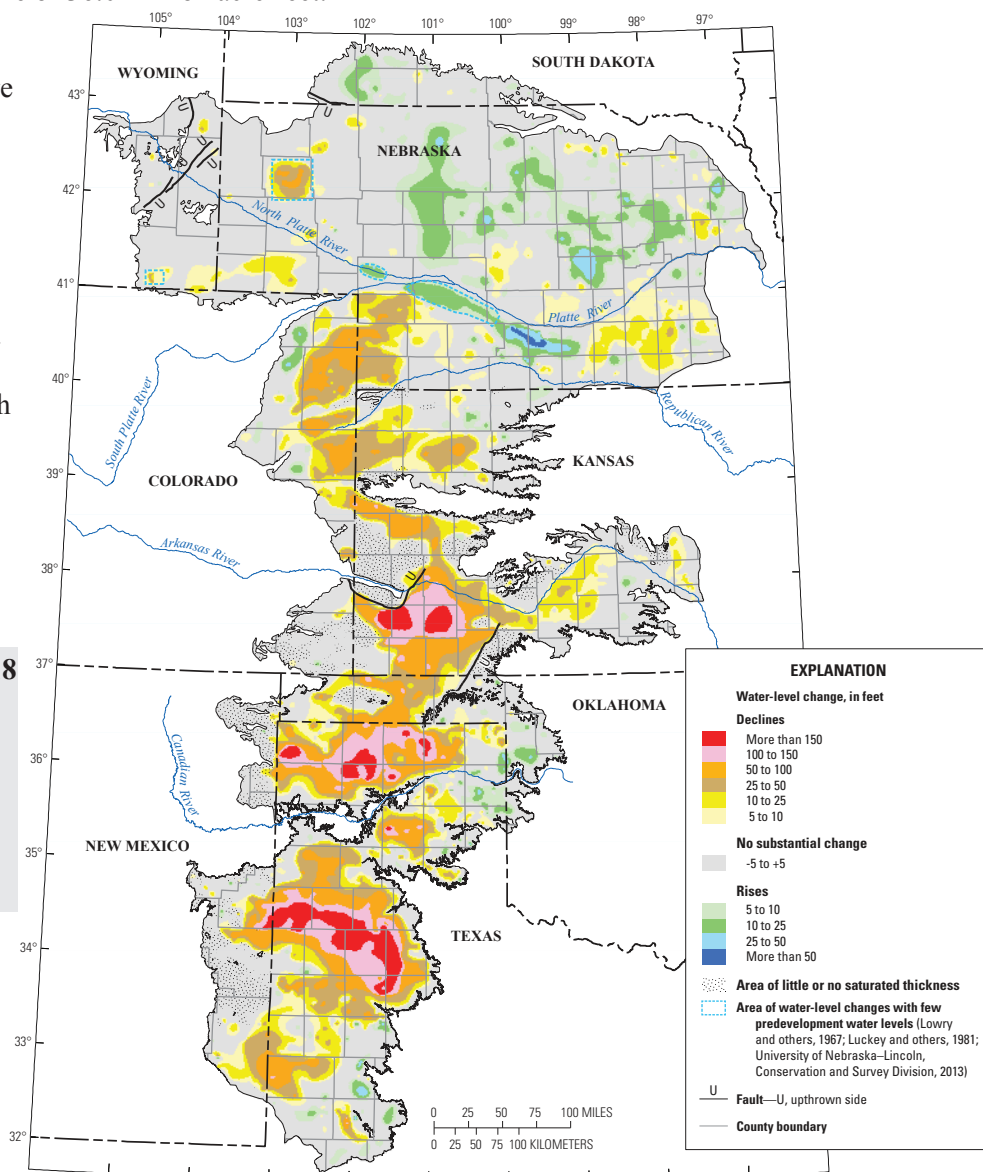 105°
104°
103°
102°
101°
100°
99°
98°
97°
e
h
8
WYOMING
SOUTH DAKOTA
43°
U
U
NEBRASKA
U
U
42°
U
North Platte River
41°
Platte River
40°
South Platte River
Republican River
39°
COLORADO
KANSAS
Arkansas River
38°
U
37°
U
OKLAHOMA
Canadian River
36°
NEW MEXICO
35°
TEXAS
34°
33°
32°
0 25 50 75 100 MILES
0 25 50 75 100 KILOMETERS
EXPLANATION
Water-level change, in feet
Declines
More than 150
100 to 150
50 to 100
25 to 50
10 to 25
5 to 10
No substantial change
-5 to +5
Rises
5 to 10
10 to 25
25 to 50
More than 50
Area of little or no saturated thickness
Area of water-level changes with few
predevelopment water levels (Lowry
and others, 1967; Luckey and others, 1981;
University of Nebraska–Lincoln,
Conservation and Survey Division, 2013)
U
Fault—U, upthrown side
County boundary